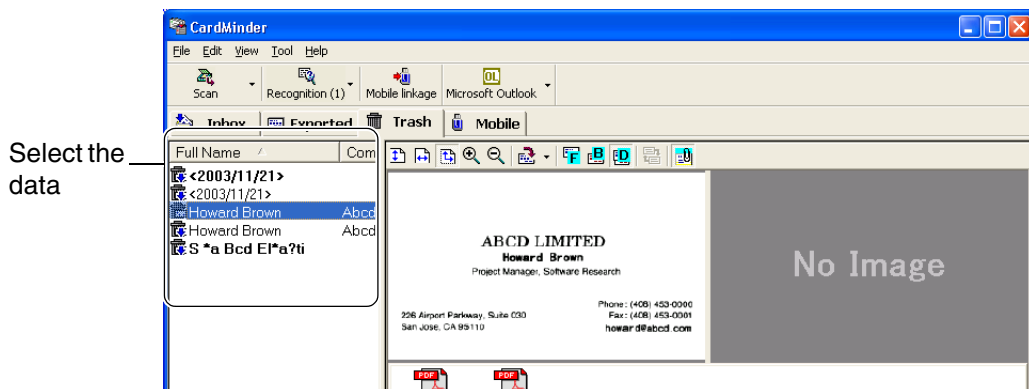 CardMinder
File Edit View Tool Help
Scan Recognition (1) Mobile linkage OL Microsoft Outlook
Inbox Exported Trash Mobile
Select the
data
Full Name Com
<2003/11/21>
<2003/11/21>
Howard Brown Abcd
Howard Brown Abcd
S *a Bcd El*a?ti
F B D
ABCD LIMITED
Howard Brown
Project Manager, Software Research
Phone: (408) 453-0000
226 Airport Parkway, Suite 030 Fax: (408) 453-0001
San Jose, CA 95110 howard@abcd.com
No Image
PDF PDF